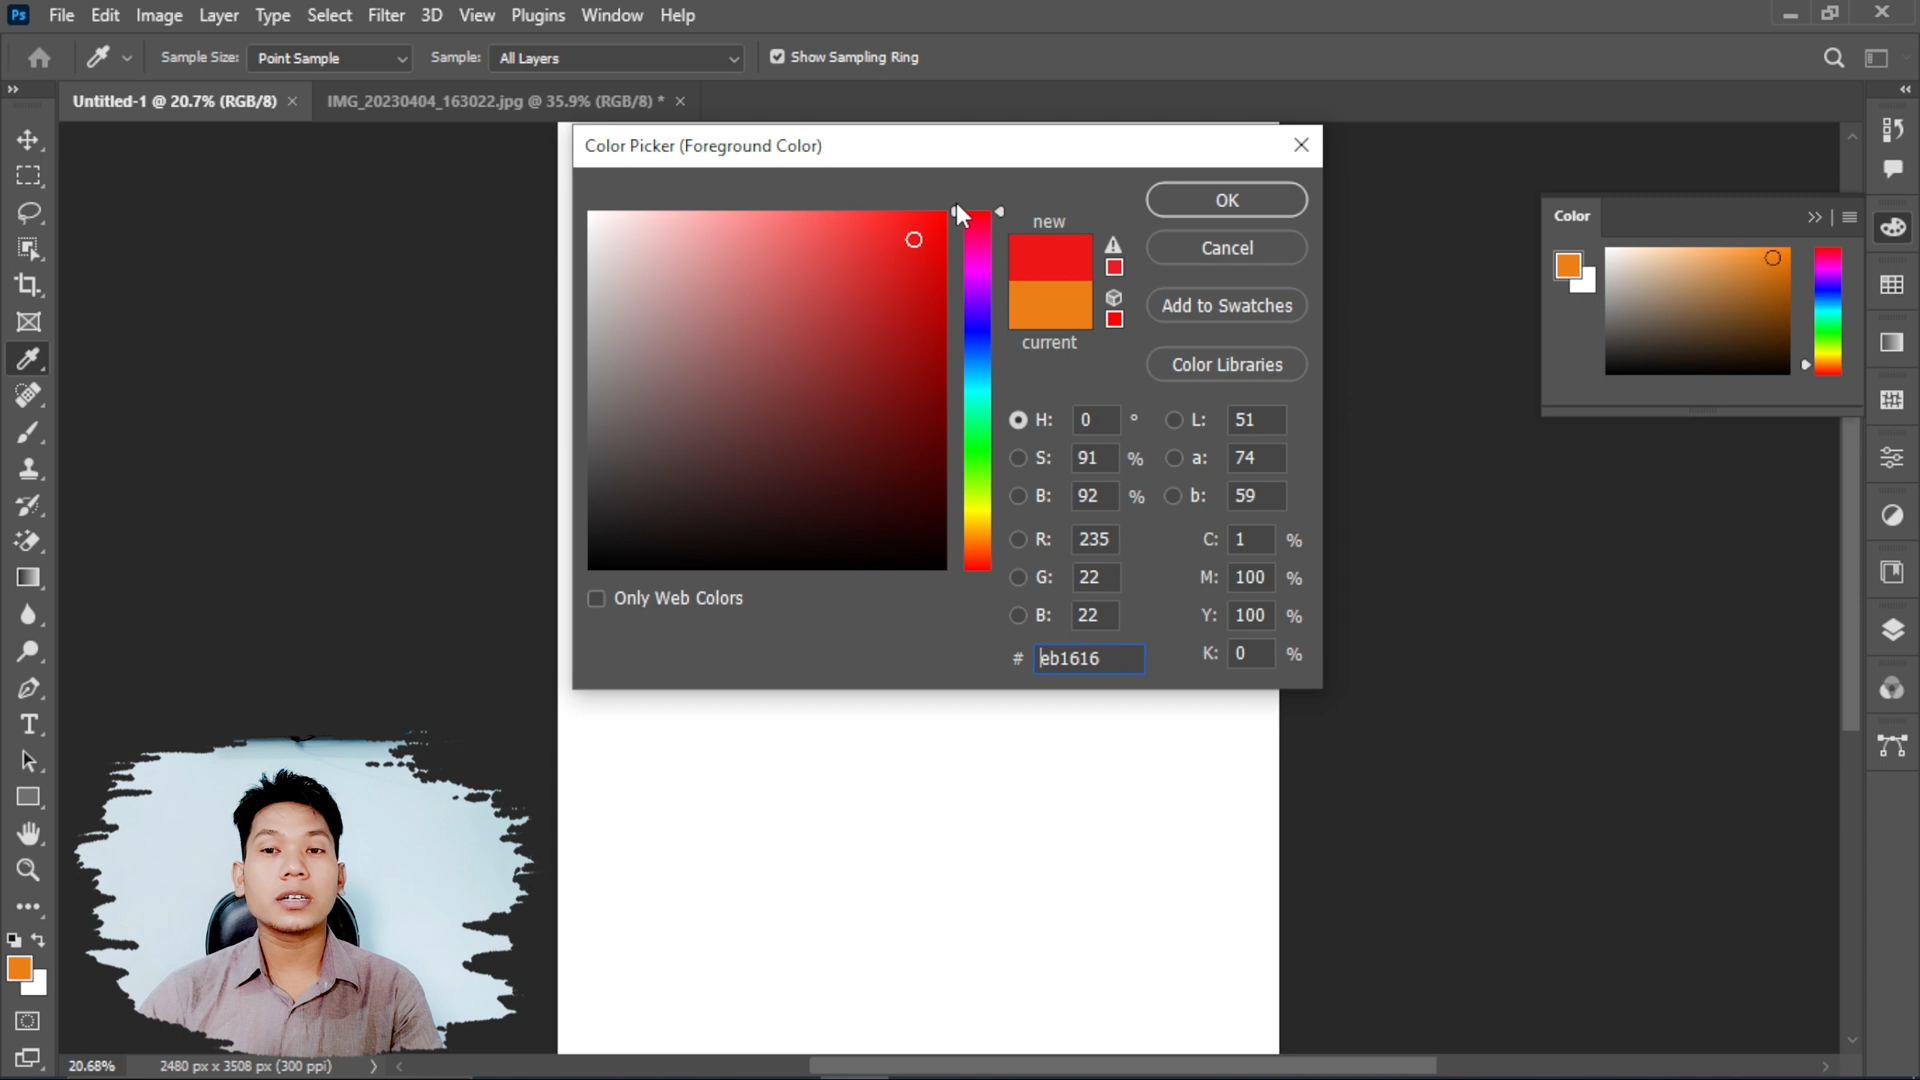 Ps File Edit Image Layer Type Select Filter 3D View Plugins Window Help
Sample Size: Point Sample Sample: All Layers Show Sampling Ring
Untitled-1 @ 20.7% (RGB/8) × IMG_20230404_163022.jpg @ 35.9% (RGB/8) * ×
Color Picker (Foreground Color)
new
current
OK
Cancel
Add to Swatches
Color Libraries
H: 0 ° L: 51
S: 91 % a: 74
B: 92 % b: 59
R: 235 C: 1 %
G: 22 M: 100 %
B: 22 Y: 100 %
# eb1616 K: 0 %
Only Web Colors
Color
T
20.68% 2480 px x 3508 px (300 ppi)